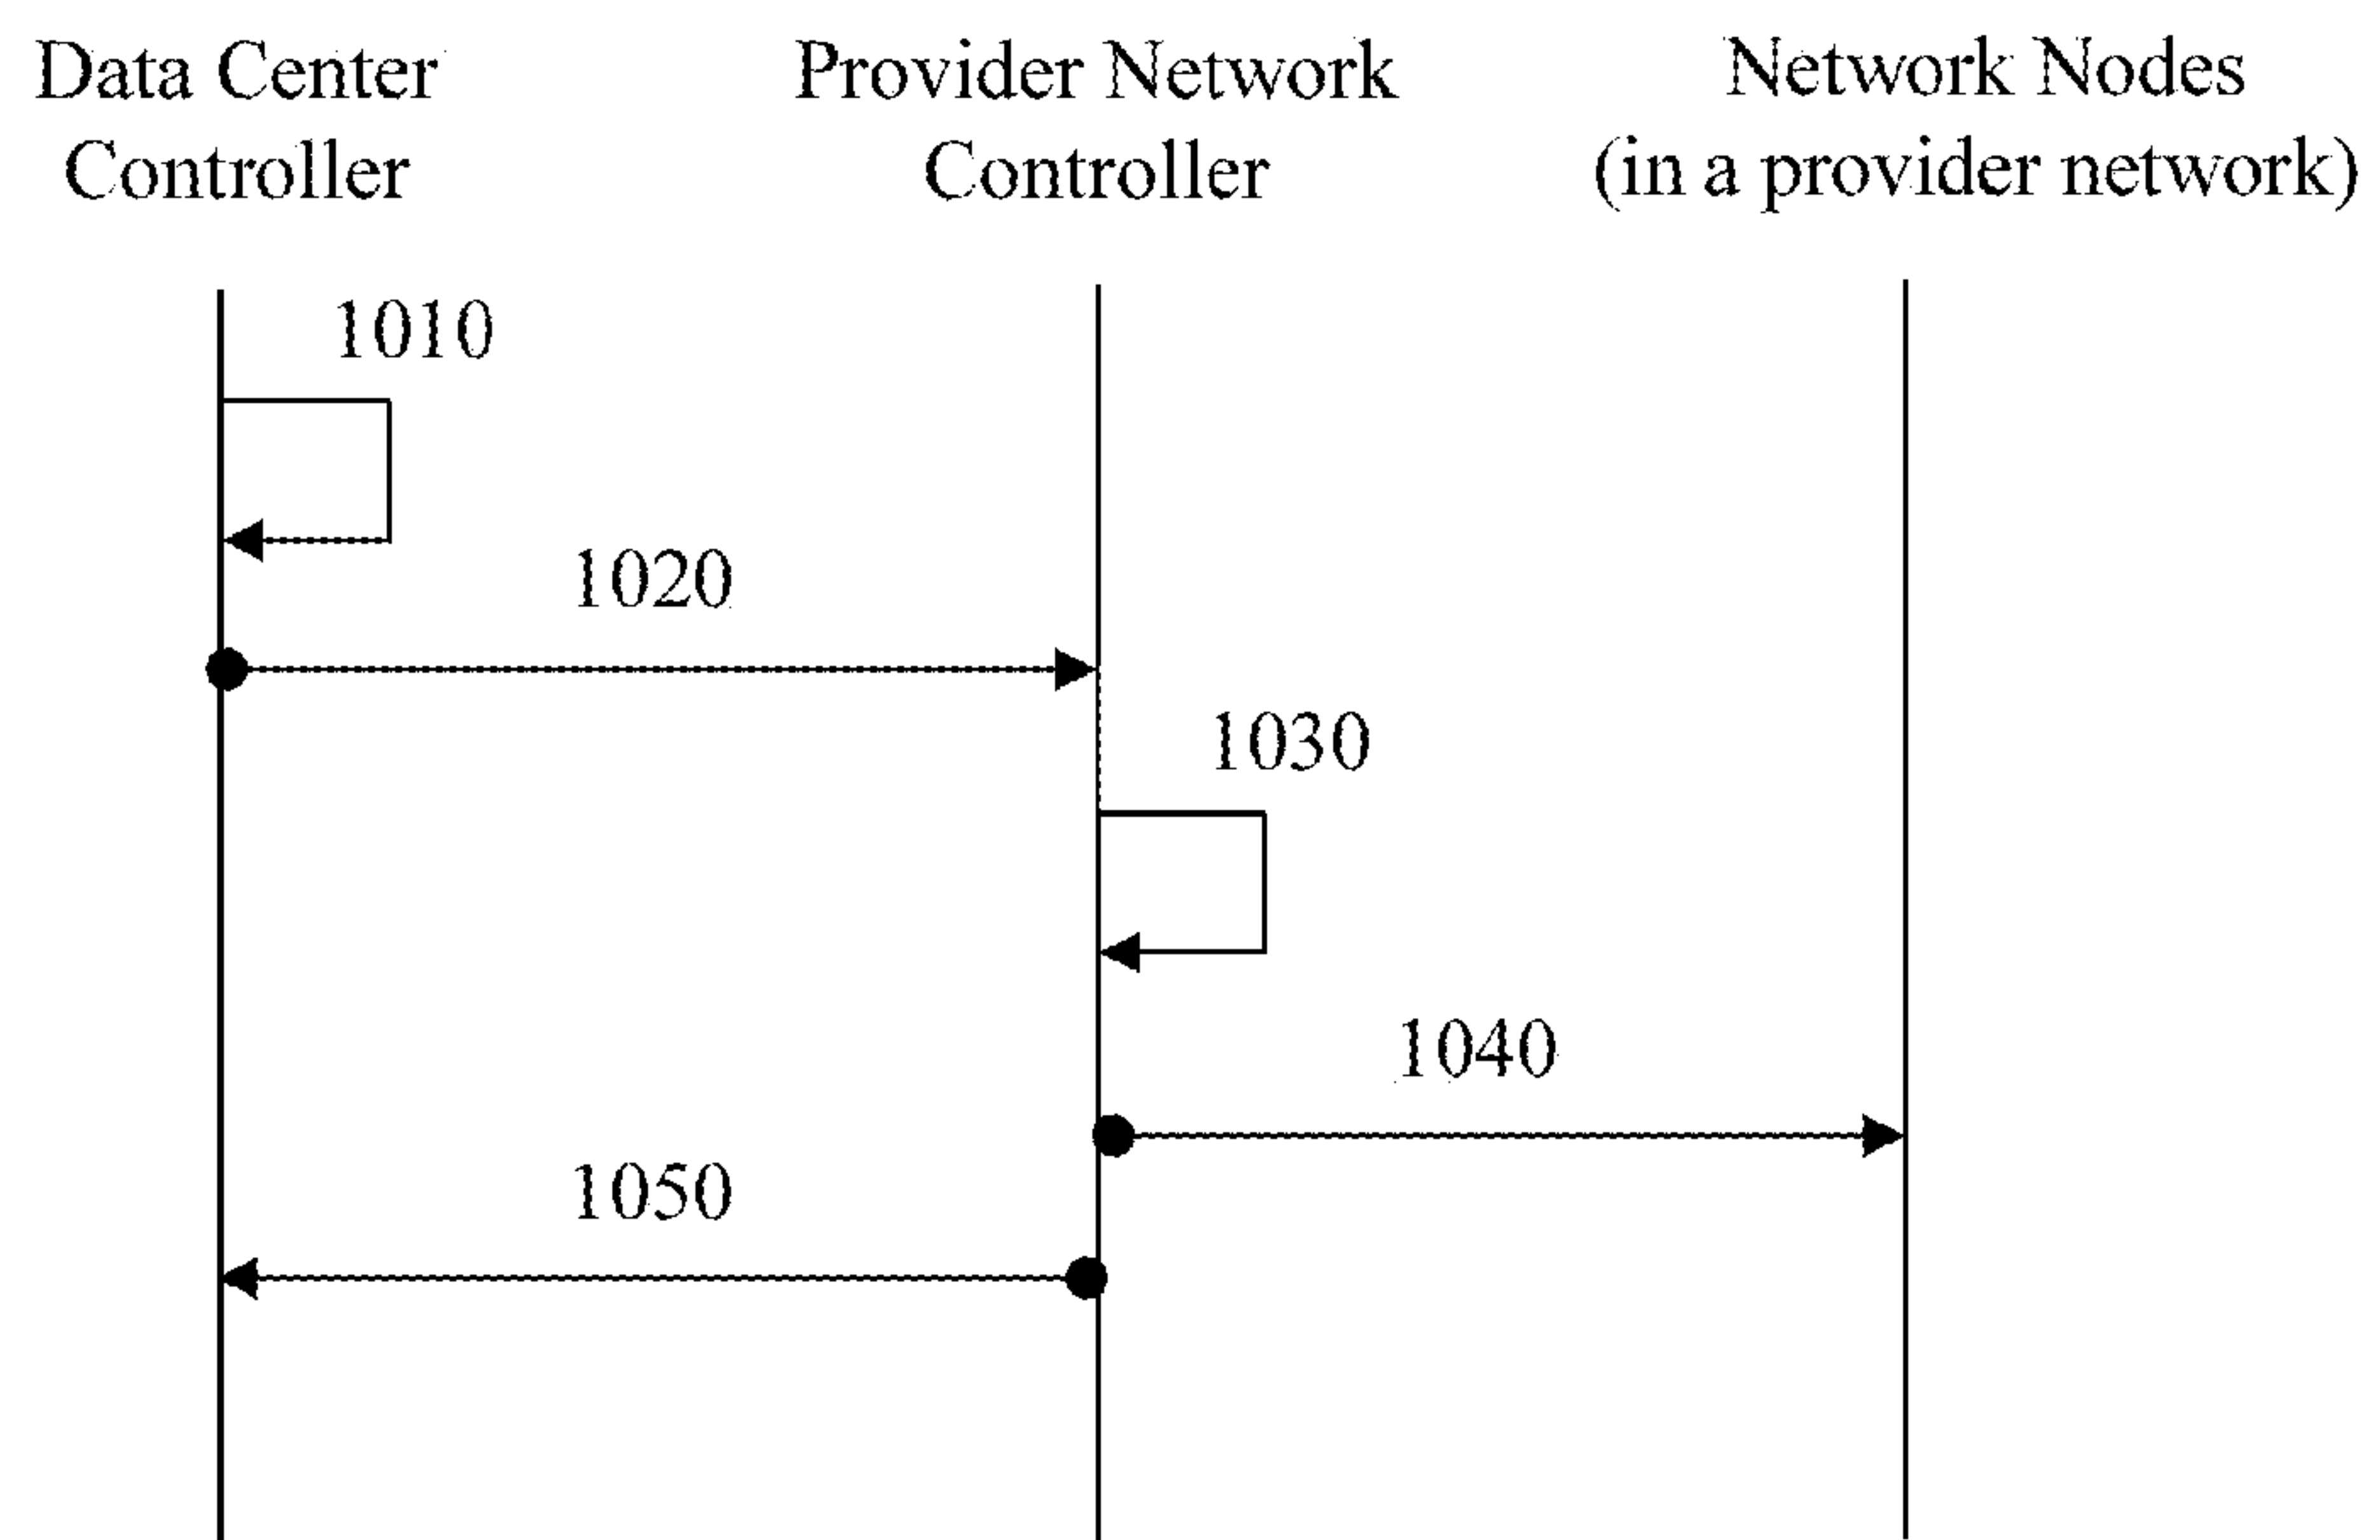 Data Center
Controller
Provider Network
Controller
Network Nodes
(in a provider network)
1010
1020
1030
1040
1050